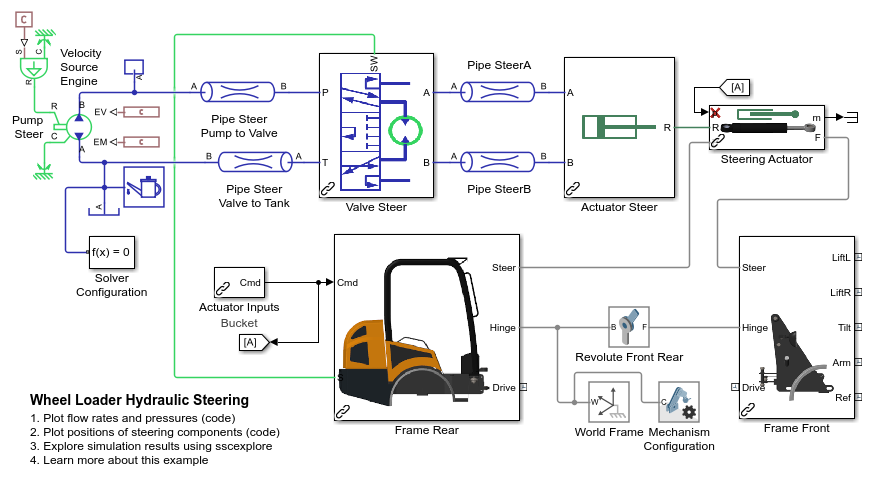 C
S
C
R
Velocity
Source
Engine
Pump
Steer
R
C
B
A
A
EV
C
EM
C
A
B
Pipe Steer
Pump to Valve
B
A
Pipe Steer
Valve to Tank
A
f(x) = 0
Solver
Configuration
SW
P
T
A
B
Valve Steer
Pipe SteerA
A
B
A
B
Pipe SteerB
A
B
R
Actuator Steer
[A]
R
m
F
Steering Actuator
Cmd
Actuator Inputs
Bucket
[A]
Cmd
S
Steer
Hinge
Drive
Frame Rear
B
F
Revolute Front Rear
W
World Frame
C
Mechanism
Configuration
Steer
Hinge
Drive
LiftL
LiftR
Tilt
Arm
Ref
Frame Front
Wheel Loader Hydraulic Steering
1. Plot flow rates and pressures (code)
2. Plot positions of steering components (code)
3. Explore simulation results using sscexplore
4. Learn more about this example